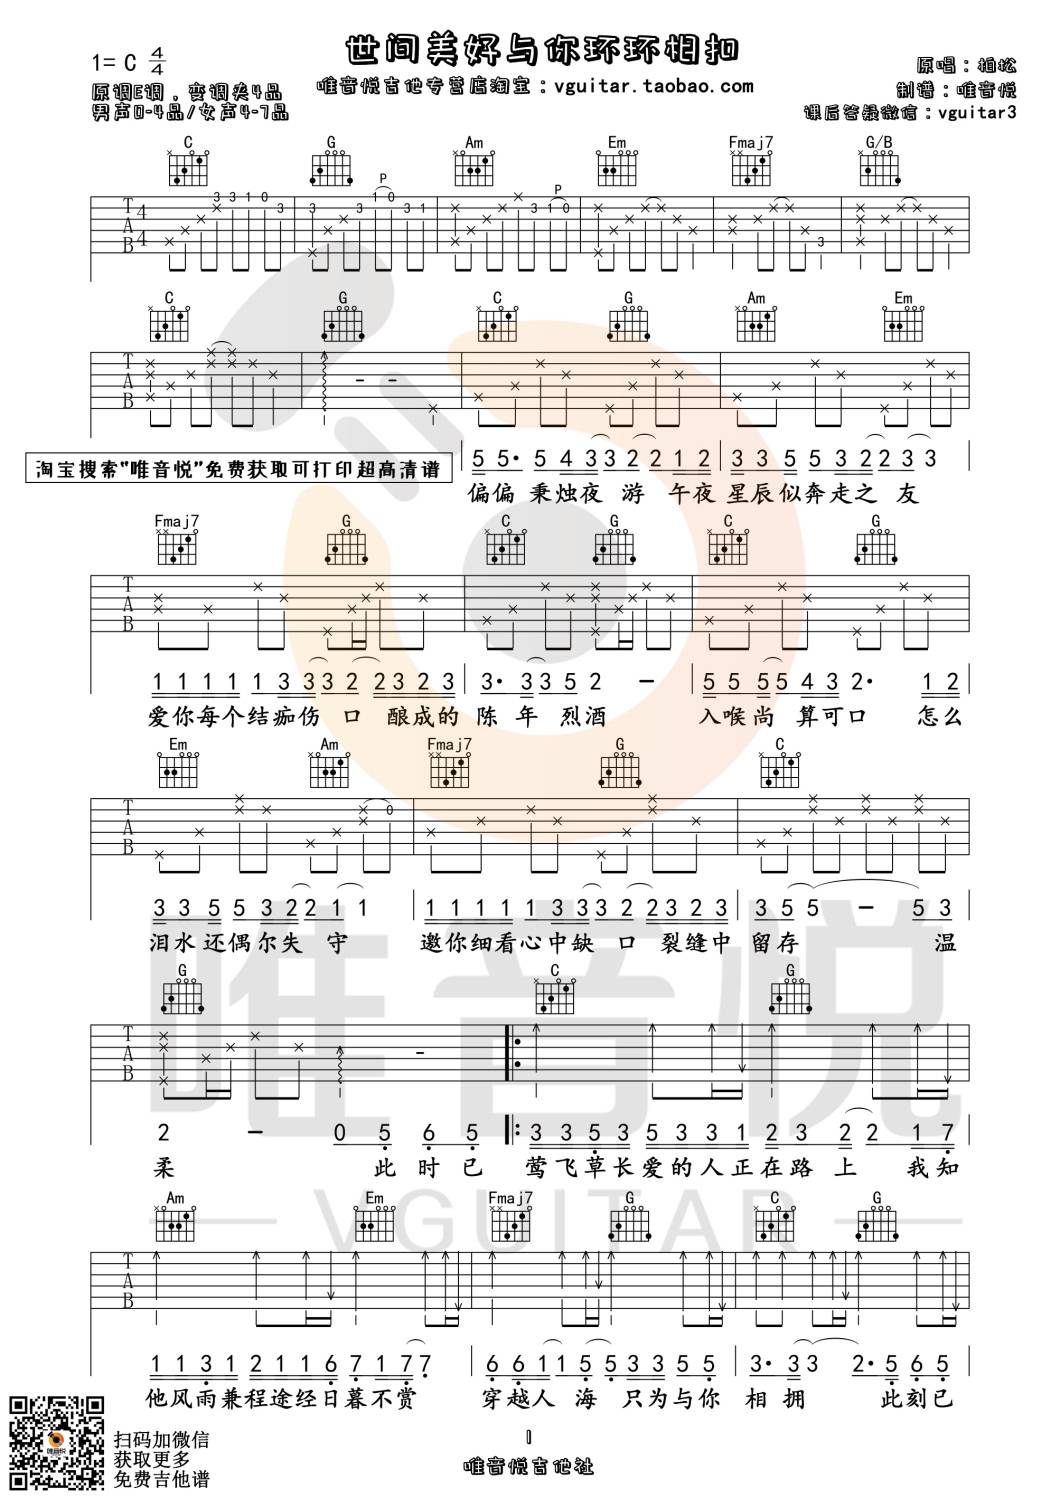 世间美好与你环环相扣
1= C 4/4
原唱：柏松
唯音悦吉他专营店淘宝：vguitar.taobao.com
原调E调，变调夹4品
制谱：唯音悦
男声0-4品/女声4-7品
课后答疑微信：vguitar3
C G Am Em Fmaj7 G/B
C G C G Am Em
淘宝搜索"唯音悦"免费获取可打印超高清谱
5 5· 5 4 3 3 2 2 1 2 3 3 5 5 3 2 2 3 3
偏偏 秉烛夜 游 午夜 星辰似奔走之 友
Fmaj7 G C G C G
1 1 1 1 1 3 3 3 2 2 3 2 3 3· 3 3 5 2 － 5 5 5 5 4 3 2· 1 2
爱你每个结痂伤 口 酿成的 陈 年 烈酒 入喉尚 算可口 怎么
Em Am Fmaj7 G C
3 3 5 5 3 2 2 1 1 1 1 1 1 1 3 3 3 2 2 3 2 3 3 5 5 － 5
泪水还偶尔失 守 邀你细看心中缺 口 裂缝中 留存 温
G C G
2 － 0 5 6 5 3 3 5 3 5 3 3 1 2 3 2 2 1 7
柔 此时已 莺飞草长爱的人正在路上 我知
Am Em Fmaj7 G C G
1 1 3 1 2 1 1 6 7 1 7 7 6 6 1 1 5 3 3 5 5 3· 3 3 2· 5 6 5
他风雨兼程途经日暮不赏 穿越人 海 只为与你 相 拥 此刻已
VGUITAR
1
扫码加微信
获取更多
免费吉他谱
唯音悦吉他社